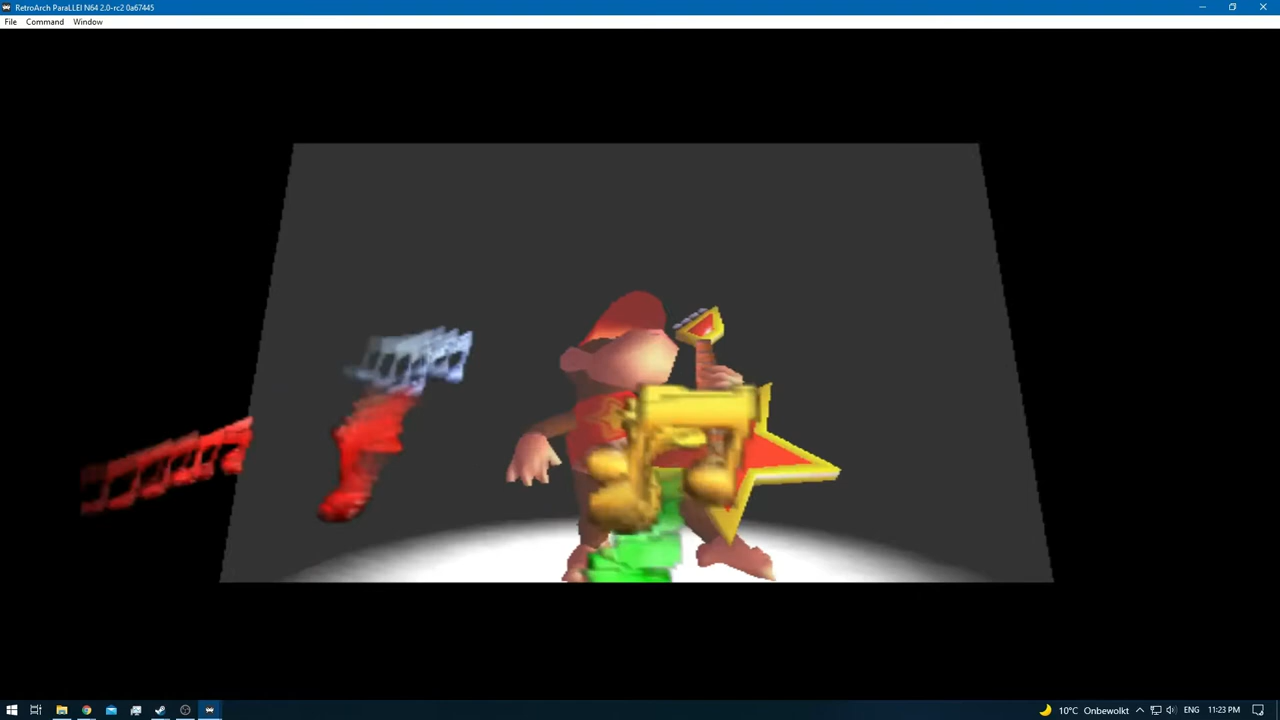 RetroArch ParaLLEl N64 2.0-rc2 0a67445
File Command Window
10°C Onbewolkt ENG 11:23 PM